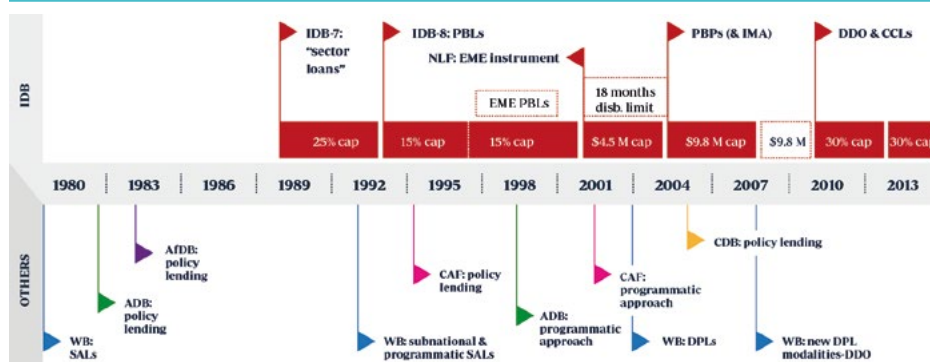 IDB
IDB-7:
"sector
loans"
IDB-8: PBLs
NLF: EME instrument
PBPs (& IMA)
DDO & CCLs
EME PBLs
18 months
disb. limit
25% cap
15% cap
15% cap
$4.5 M cap
$9.8 M cap
$9.8 M
30% cap
30% cap
1980
1983
1986
1989
1992
1995
1998
2001
2004
2007
2010
2013
OTHERS
AfDB:
policy
lending
CDB: policy lending
CAF: policy
lending
CAF:
programmatic
approach
ADB:
policy
lending
ADB:
programmatic
approach
WB:
SALs
WB: subnational &
programmatic SALs
WB: DPLs
WB: new DPL
modalities-DDO